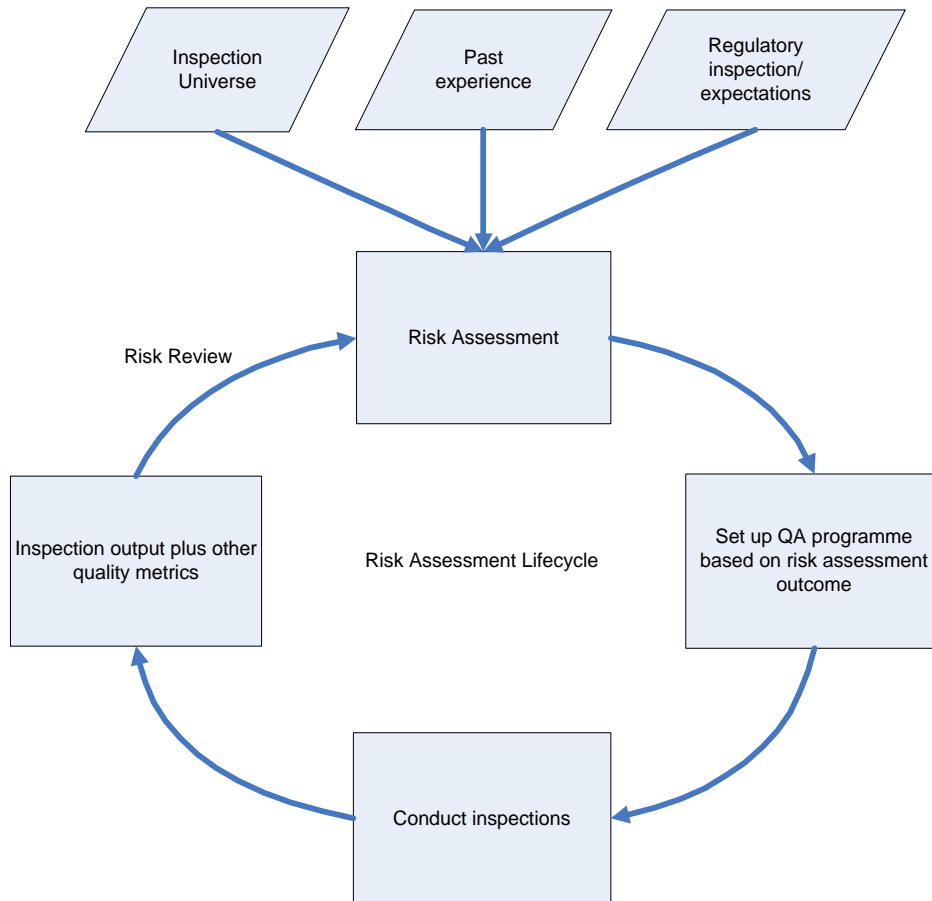 Inspection
Universe
Past
experience
Regulatory
inspection/
expectations
Risk Assessment
Risk Review
Inspection output plus other
quality metrics
Risk Assessment Lifecycle
Set up QA programme
based on risk assessment
outcome
Conduct inspections